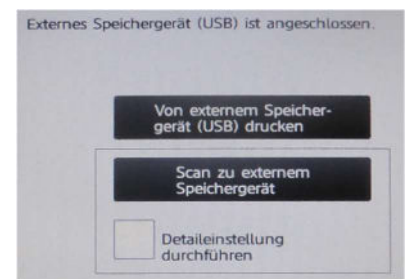 Externes Speichergerät (USB) ist angeschlossen.
Von externem Speicher-
gerät (USB) drucken
Scan zu externem
Speichergerät
Detaileinstellung
durchführen